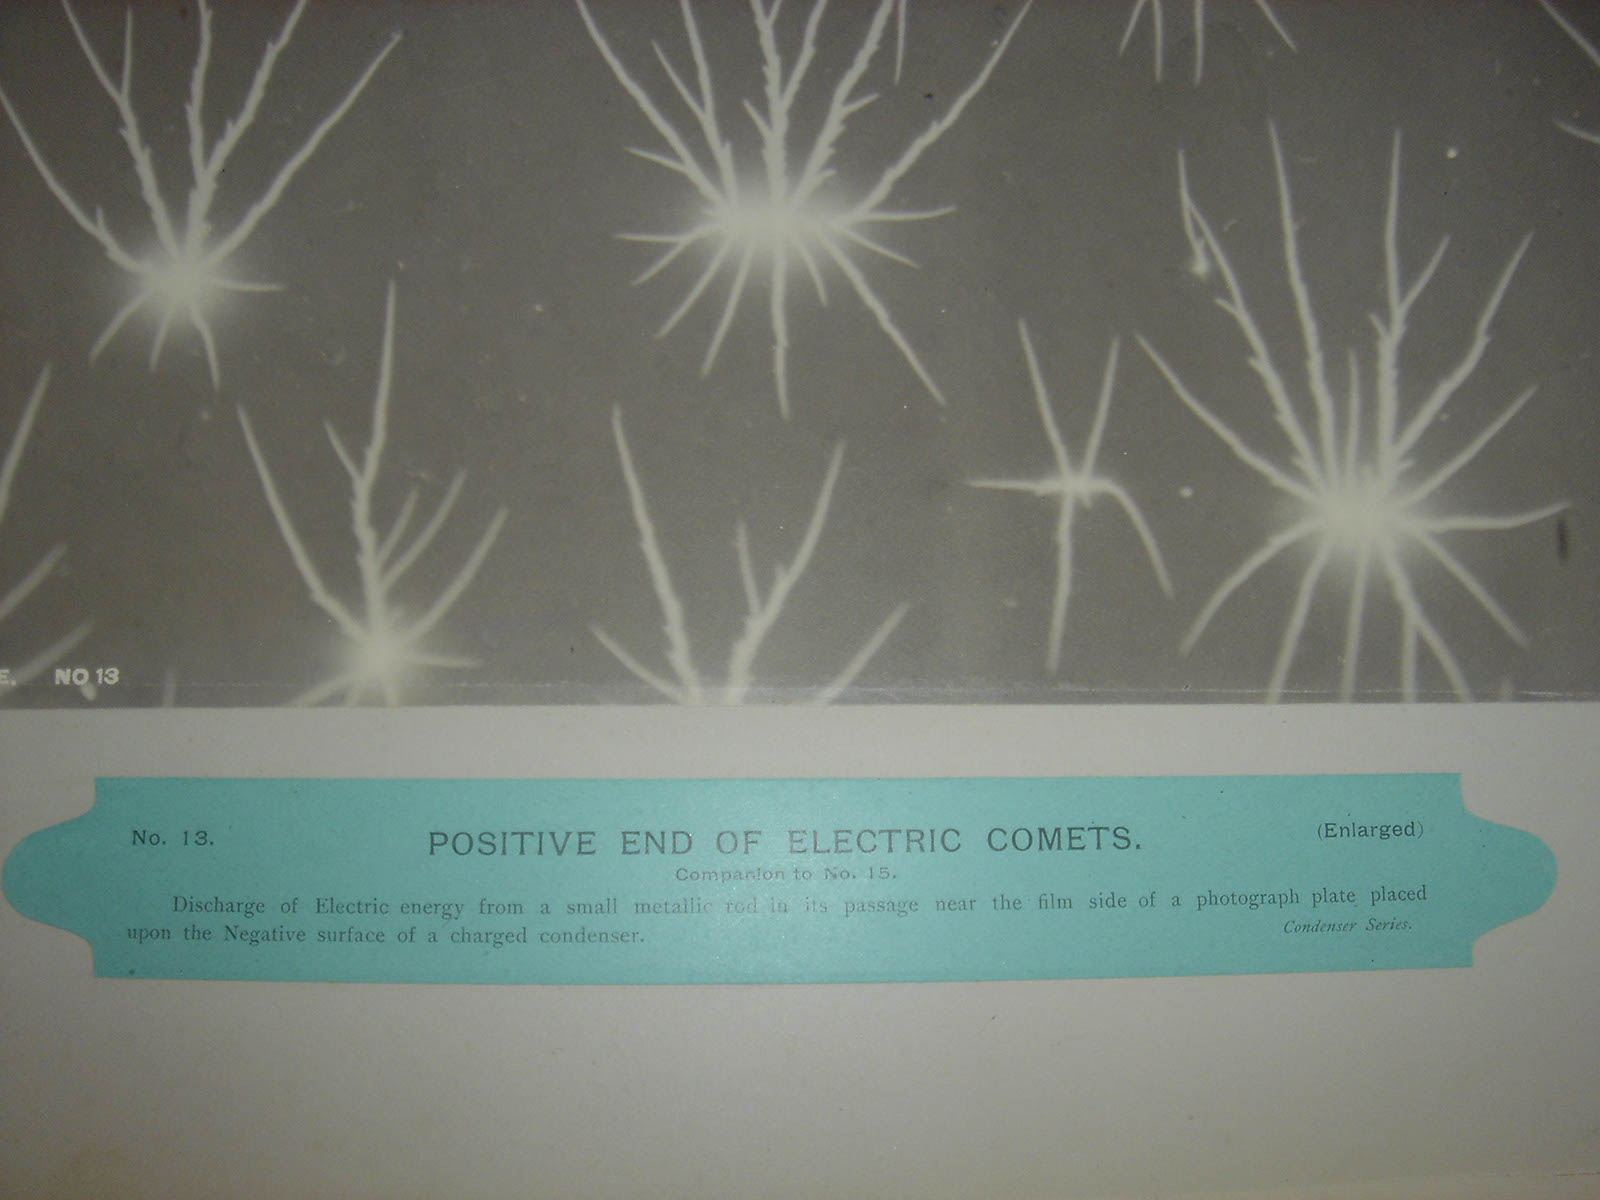 E. NO 13
No. 13. POSITIVE END OF ELECTRIC COMETS. (Enlarged)
Companion to No. 15.
Discharge of Electric energy from a small metallic rod in its passage near the film side of a photograph plate placed
upon the Negative surface of a charged condenser. Condenser Series.